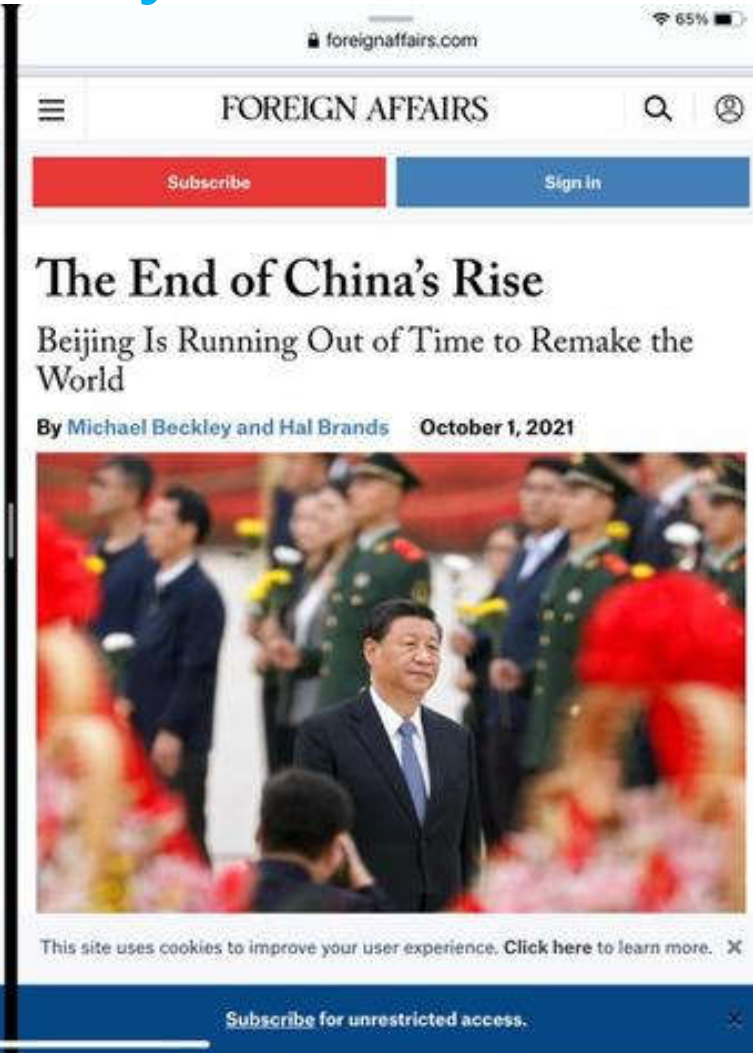 65%
foreignaffairs.com
FOREIGN AFFAIRS
Subscribe
Sign in
The End of China's Rise
Beijing Is Running Out of Time to Remake the
World
By Michael Beckley and Hal Brands October 1, 2021
This site uses cookies to improve your user experience. Click here to learn more. X
Subscribe for unrestricted access.